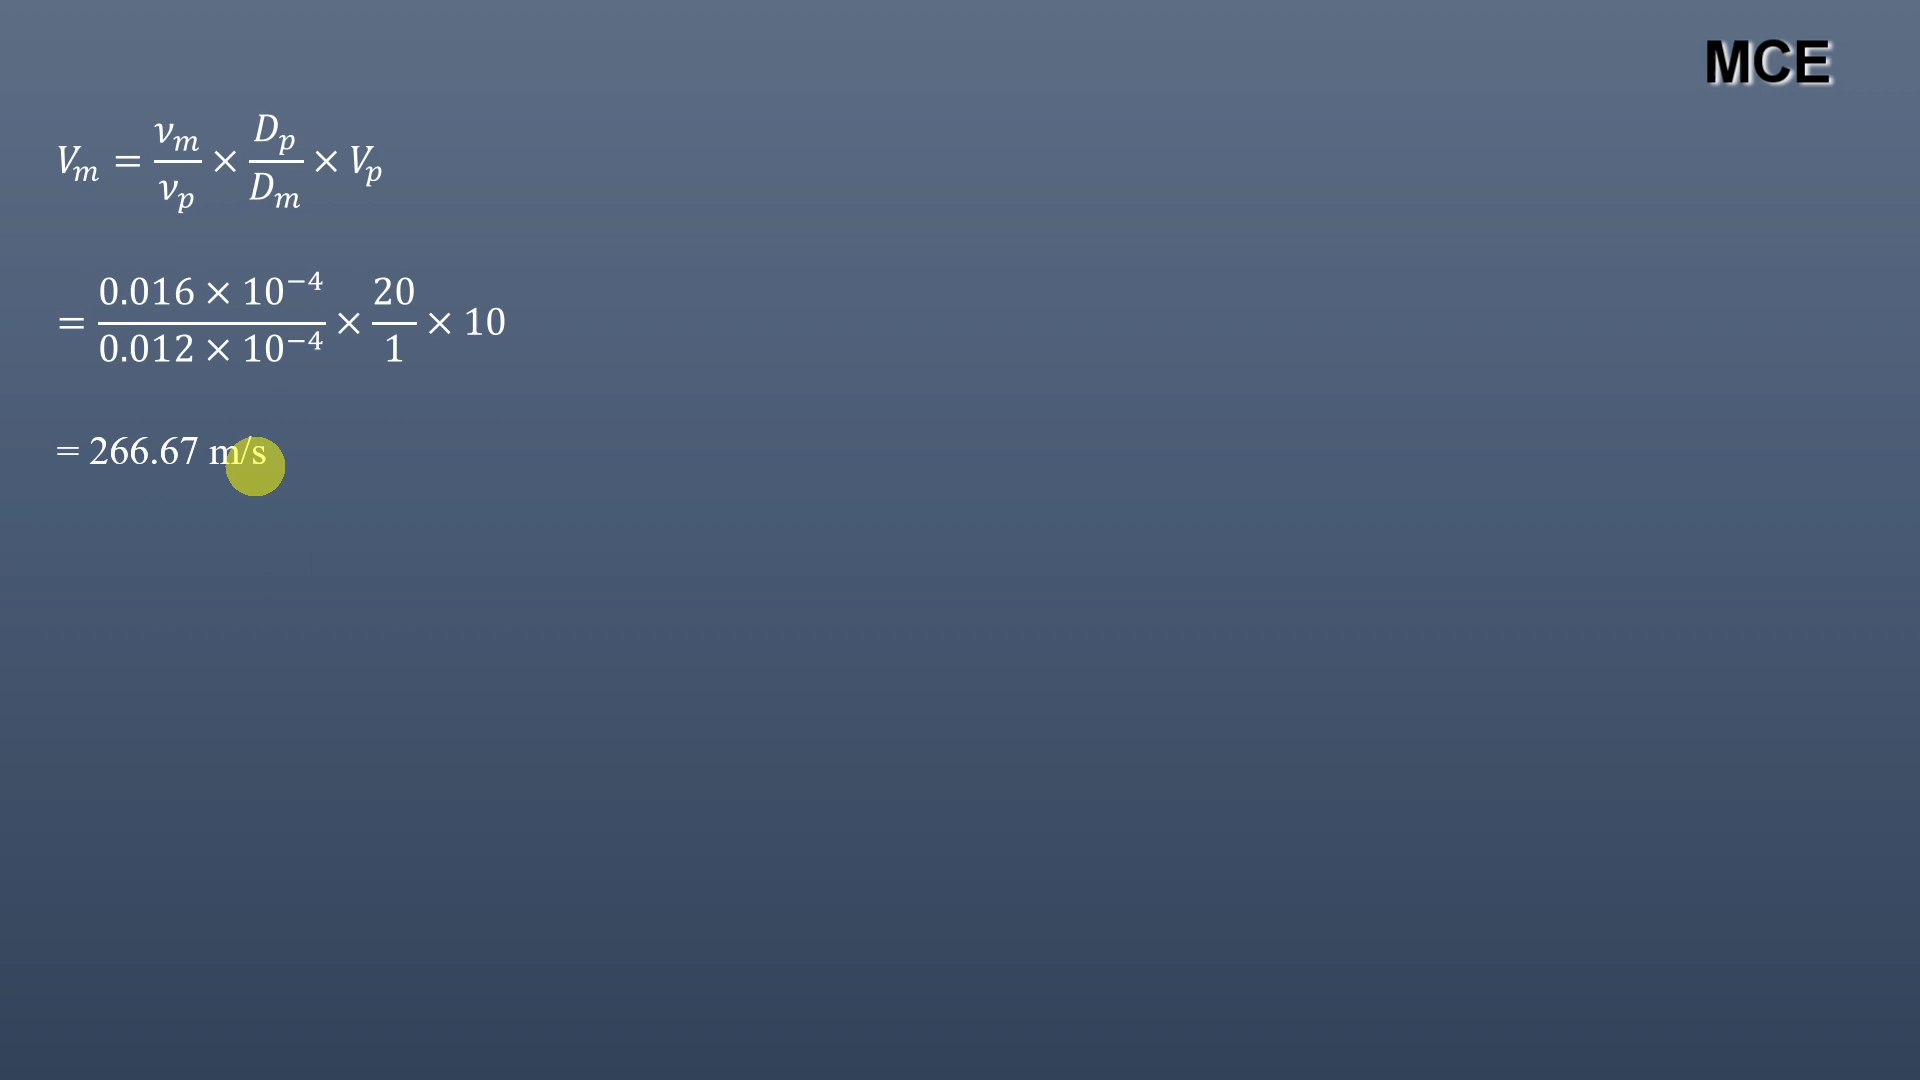 MCE
V_m = ν_m/ν_p × D_p/D_m × V_p
= 0.016 × 10⁻⁴/0.012 × 10⁻⁴ × 20/1 × 10
= 266.67 m/s